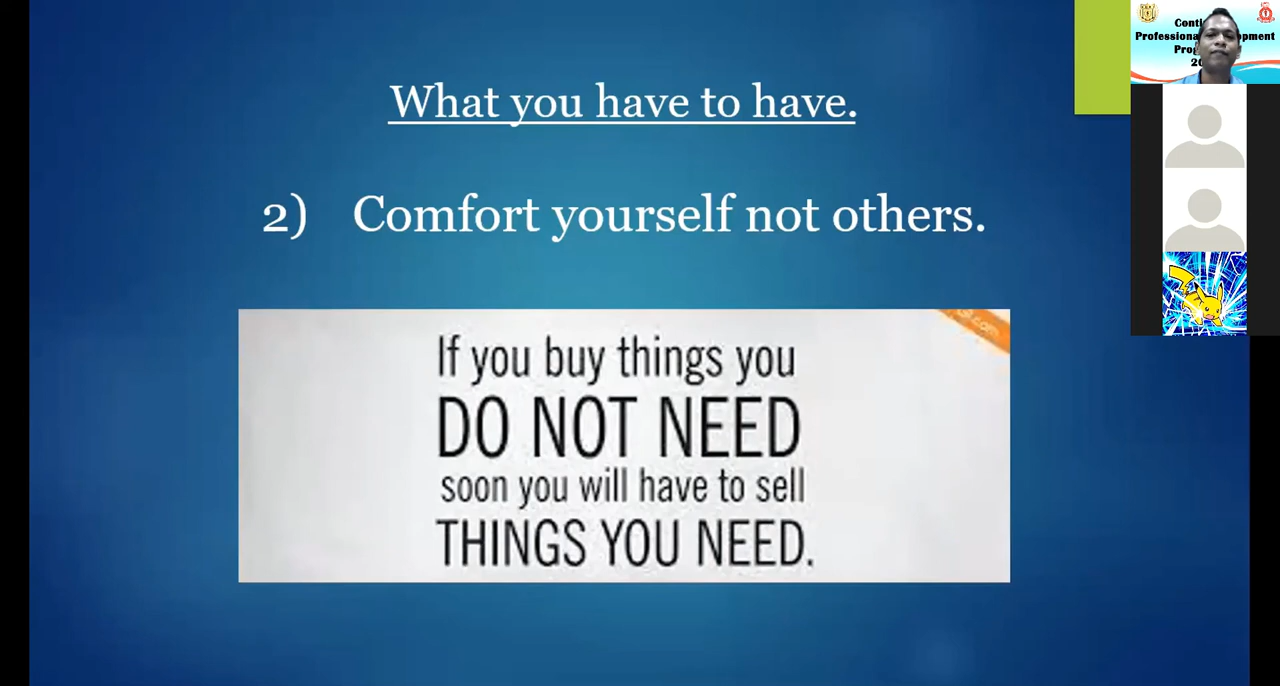 What you have to have.
2) Comfort yourself not others.
If you buy things you
DO NOT NEED
soon you will have to sell
THINGS YOU NEED.